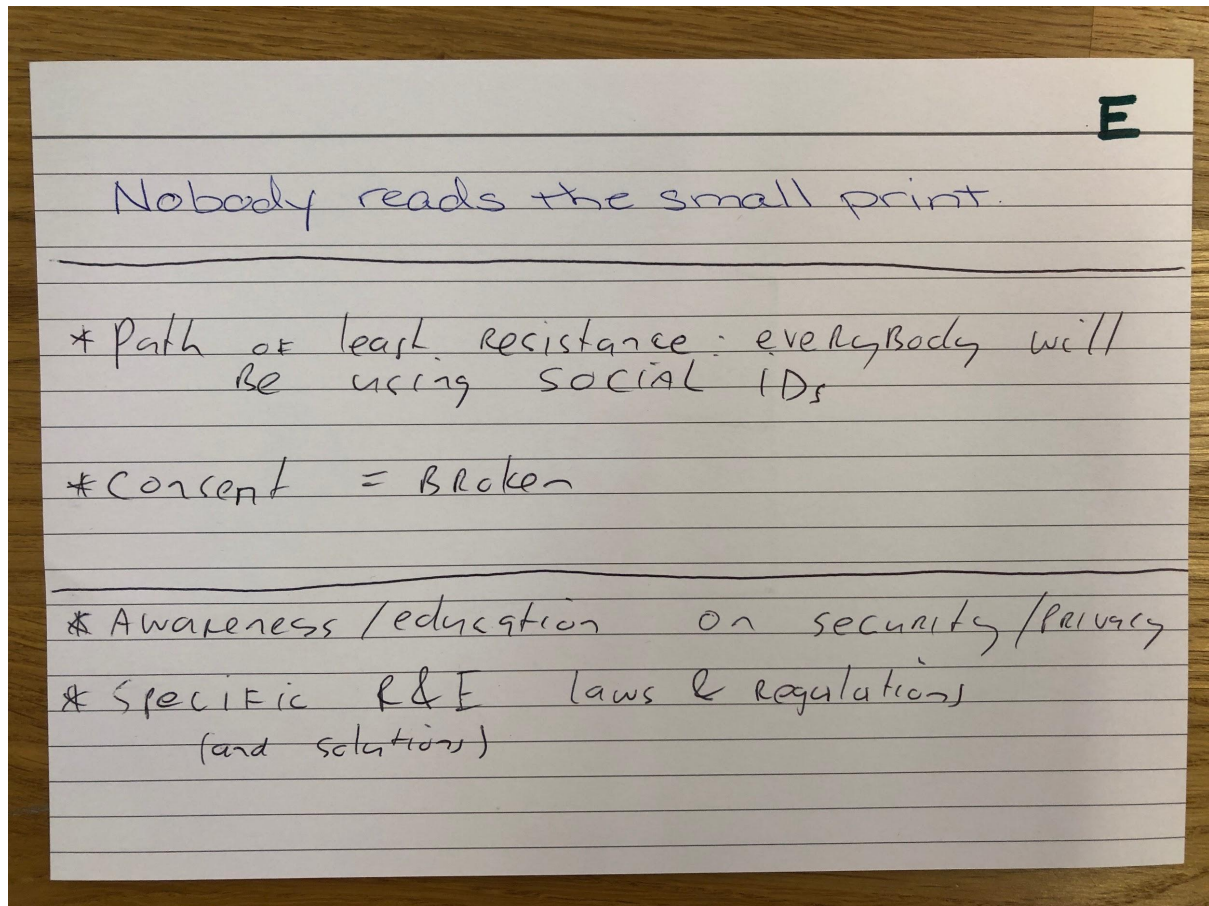 E
Nobody reads the small print.
* Path of least Resistance: everyBody will
Be using SOCIAL IDs
* Consent = BRoken
* Awareness / education on security / Privacy
* Specific R&E laws & Regulations
(and solutions)